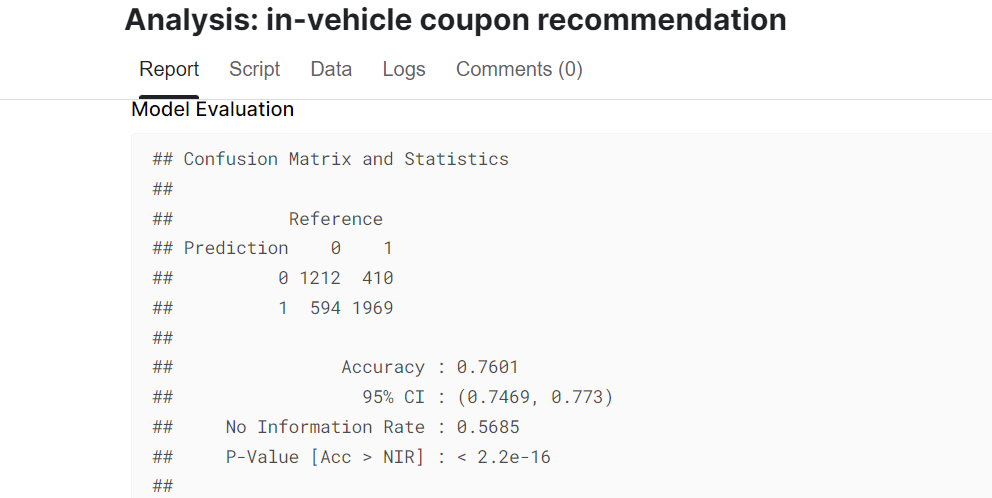 Analysis: in-vehicle coupon recommendation
Report Script Data Logs Comments (0)
Model Evaluation
## Confusion Matrix and Statistics
##
##           Reference
## Prediction    0    1
##          0 1212  410
##          1  594 1969
##
##                Accuracy : 0.7601
##                  95% CI : (0.7469, 0.773)
##     No Information Rate : 0.5685
##     P-Value [Acc > NIR] : < 2.2e-16
##